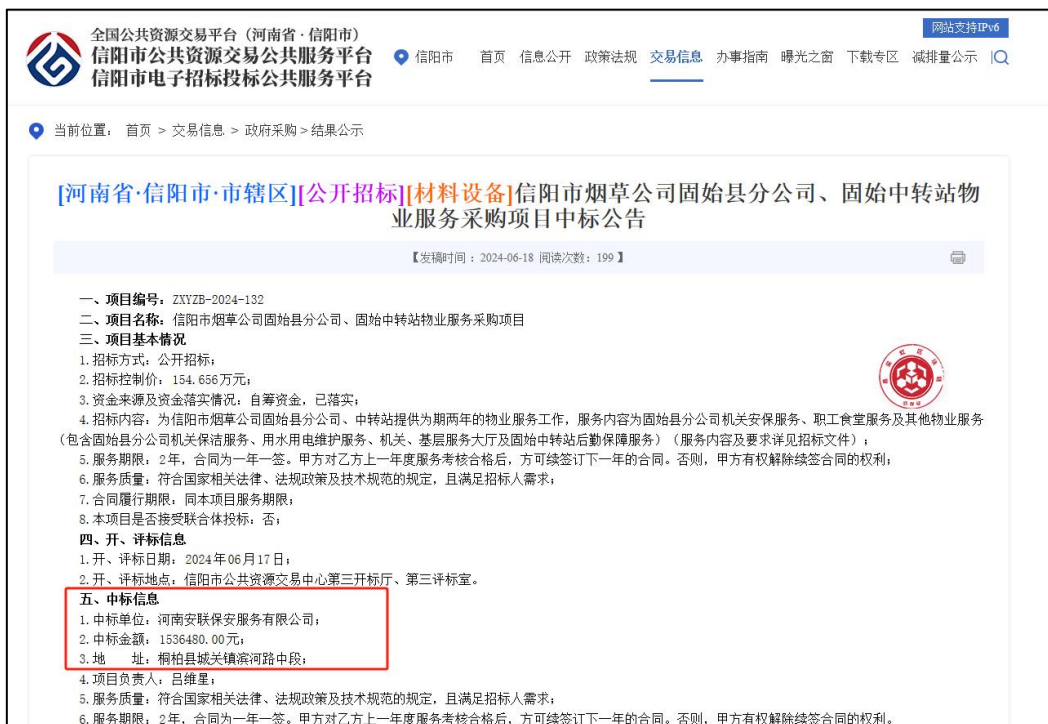 网站支持IPv6
全国公共资源交易平台（河南省·信阳市）
信阳市公共资源交易公共服务平台
信阳市电子招标投标公共服务平台
信阳市 首页 信息公开 政策法规 交易信息 办事指南 曝光之窗 下载专区 减排量公示
当前位置： 首页 > 交易信息 > 政府采购 > 结果公示
[河南省·信阳市·市辖区][公开招标][材料设备]信阳市烟草公司固始县分公司、固始中转站物
业服务采购项目中标公告
【发稿时间：2024-06-18 阅读次数：199】
一、项目编号：ZXYZB-2024-132
二、项目名称：信阳市烟草公司固始县分公司、固始中转站物业服务采购项目
三、项目基本情况
1.招标方式：公开招标；
2.招标控制价：154.656万元；
3.资金来源及资金落实情况：自筹资金，已落实；
4.招标内容：为信阳市烟草公司固始县分公司、中转站提供为期两年的物业服务工作，服务内容为固始县分公司机关安保服务、职工食堂服务及其他物业服务
（包含固始县分公司机关保洁服务、用水用电维护服务、机关、基层服务大厅及固始中转站后勤保障服务）（服务内容及要求详见招标文件）；
5.服务期限：2年，合同为一年一签。甲方对乙方上一年度服务考核合格后，方可续签订下一年的合同。否则，甲方有权解除续签合同的权利；
6.服务质量：符合国家相关法律、法规政策及技术规范的规定，且满足招标人需求；
7.合同履行期限：同本项目服务期限；
8.本项目是否接受联合体投标：否；
四、开、评标信息
1.开、评标日期：2024年06月17日；
2.开、评标地点：信阳市公共资源交易中心第三开标厅、第三评标室。
五、中标信息
1.中标单位：河南安联保安服务有限公司；
2.中标金额：1536480.00元；
3.地 址：桐柏县城关镇滨河路中段；
4.项目负责人：吕维星；
5.服务质量：符合国家相关法律、法规政策及技术规范的规定，且满足招标人需求；
6.服务期限：2年，合同为一年一签。甲方对乙方上一年度服务考核合格后，方可续签订下一年的合同。否则，甲方有权解除续签合同的权利。